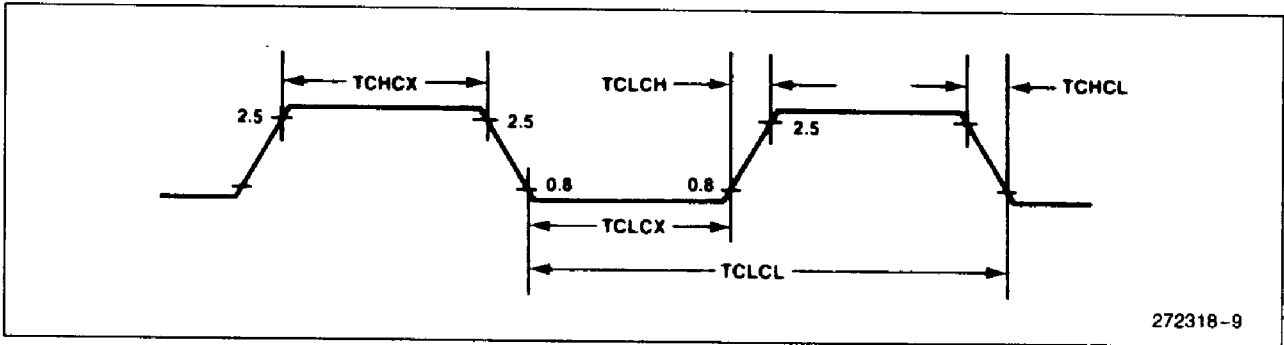 TCHCX
TCLCH
TCHCL
2.5
2.5
2.5
0.8
0.8
TCLCX
TCLCL
272318-9